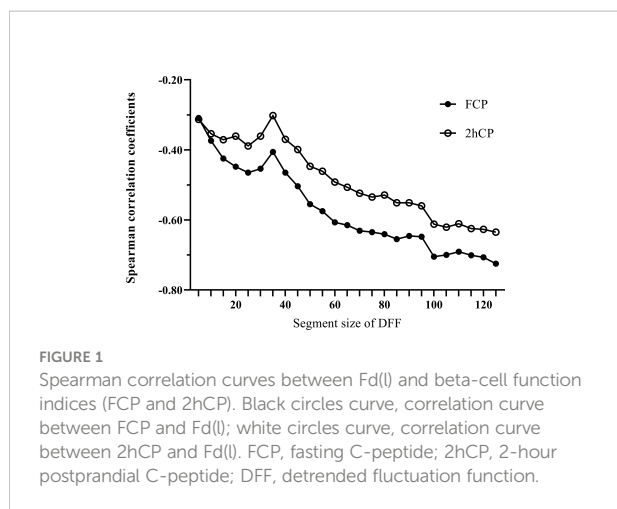 -0.20
-0.40
-0.60
-0.80
Spearman correlation coefficients
FCP
2hCP
20 40 60 80 100 120
Segment size of DFF
FIGURE 1
Spearman correlation curves between Fd(l) and beta-cell function
indices (FCP and 2hCP). Black circles curve, correlation curve
between FCP and Fd(l); white circles curve, correlation curve
between 2hCP and Fd(l). FCP, fasting C-peptide; 2hCP, 2-hour
postprandial C-peptide; DFF, detrended fluctuation function.